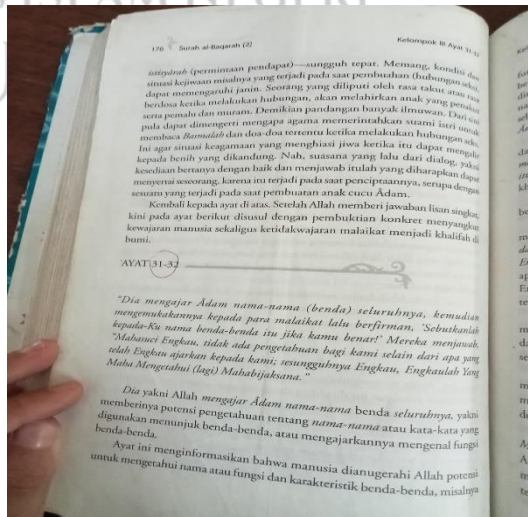 176 Surah al-Baqarah (2)
Kelompok III Ayat 31-32
istisyârah (permintaan pendapat)—sungguh tepat. Memang, kondisi dan
situasi kejiwaan misalnya yang terjadi pada saat pembuahan (hubungan seks),
dapat memengaruhi janin. Seorang yang diliputi oleh rasa takut atau rasa
berdosa ketika melakukan hubungan, akan melahirkan anak yang
serta pemalu dan muram. Demikian pandangan banyak ilmuwan. Dari sini
pula dapat dimengerti mengapa agama memerintahkan suami istri untuk
membaca Basmalah dan doa-doa tertentu ketika melakukan hubungan seks.
Ini agar situasi keagamaan yang menghiasi jiwa ketika itu dapat mengalir
kepada benih yang dikandung. Nah, suasana yang lalu dari dialog, yakni
kesediaan bertanya dengan baik dan menjawab itulah yang diharapkan dapat
menyertai seseorang, karena itu terjadi pada saat penciptaannya, serupa dengan
sesuatu yang terjadi pada saat pembuatan anak cucu Âdam.
Kembali kepada ayat di atas. Setelah Allah memberi jawaban lisan singkat,
kini pada ayat berikut disusul dengan pembuktian konkret menyangkut
kewajaran manusia sekaligus ketidakwajaran malaikat menjadi khalifah di
bumi.
AYAT 31-32
"Dia mengajar Âdam nama-nama (benda) seluruhnya, kemudian
mengemukakannya kepada para malaikat lalu berfirman, 'Sebutkanlah
kepada-Ku nama benda-benda itu jika kamu benar!' Mereka menjawab,
"Mahasuci Engkau, tidak ada pengetahuan bagi kami selain dari apa yang
telah Engkau ajarkan kepada kami; sesungguhnya Engkau, Engkaulah Yang
Maha Mengetahui (lagi) Mahabijaksana."
Dia yakni Allah mengajar Âdam nama-nama benda seluruhnya, yakni
memberinya potensi pengetahuan tentang nama-nama atau kata-kata yang
digunakan menunjuk benda-benda, atau mengajarkannya mengenal fungsi
benda-benda.
Ayat ini menginformasikan bahwa manusia dianugerahi Allah potensi
untuk mengetahui nama atau fungsi dan karakteristik benda-benda, misalnya